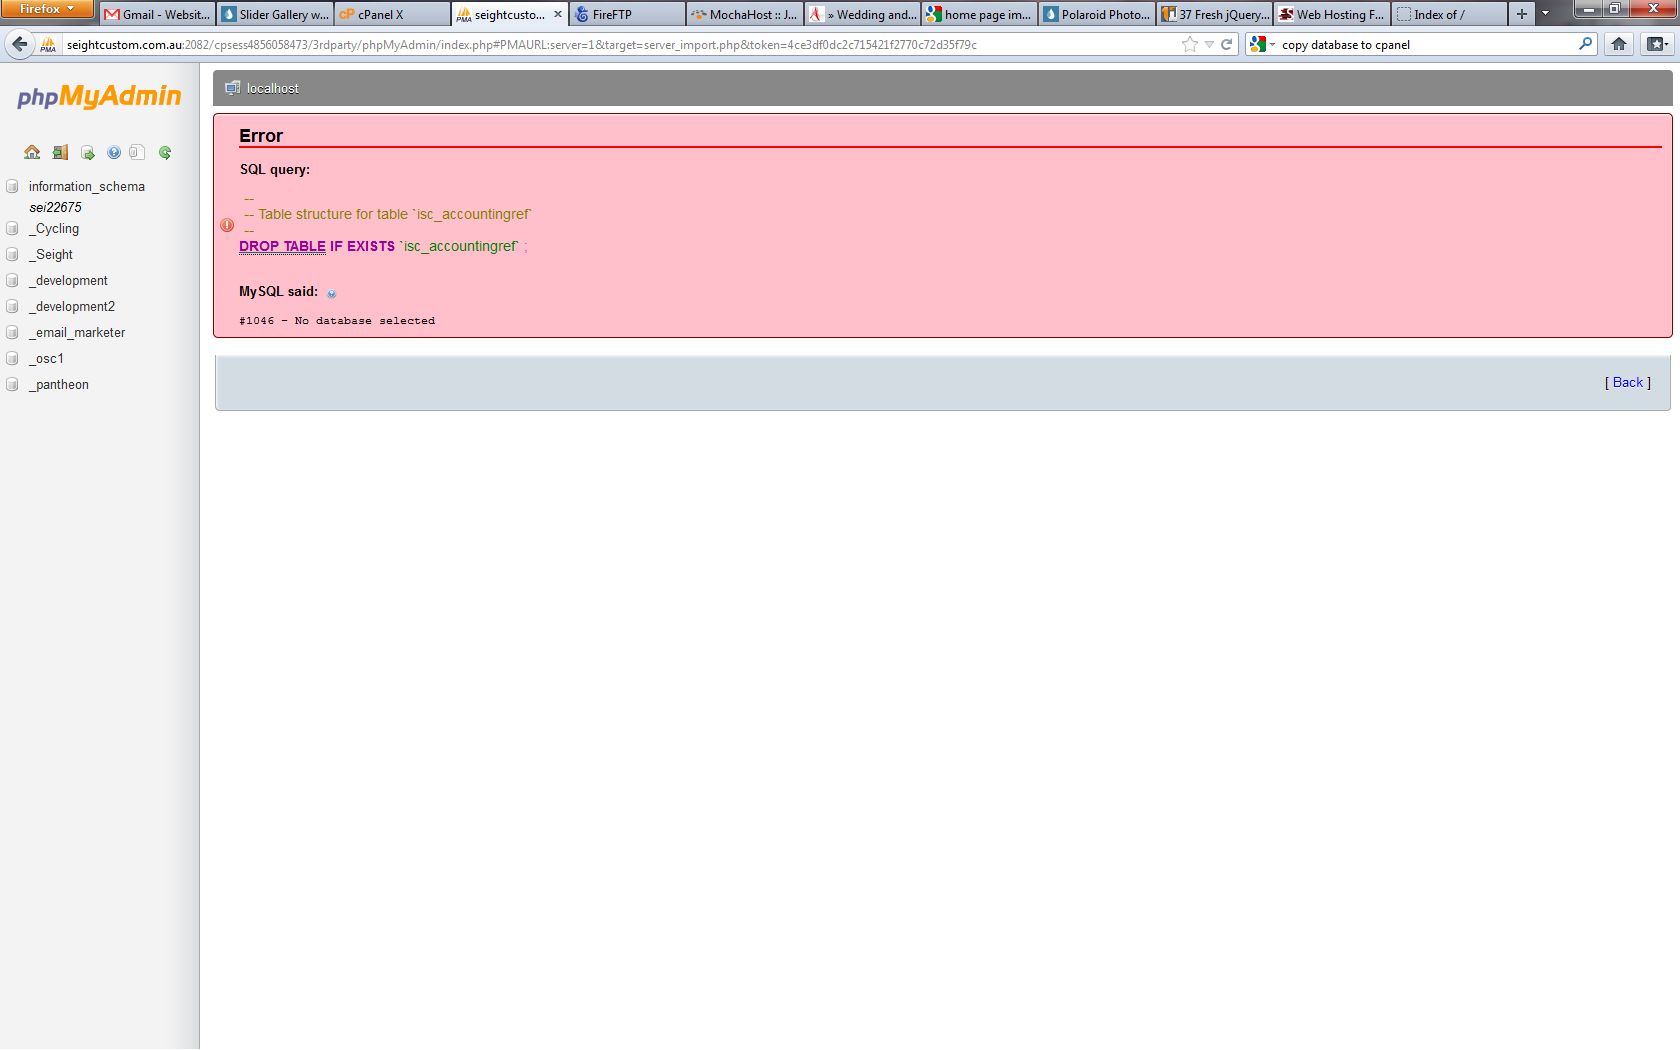 Firefox
Gmail - Websit...
Slider Gallery w...
cP cPanel X
seightcusto...
FireFTP
MochaHost :: J...
» Wedding and...
home page im...
Polaroid Photo...
37 Fresh jQuery...
Web Hosting F...
Index of /
PMA
seightcustom.com.au:2082/cpsess4856058473/3rdparty/phpMyAdmin/index.php#PMAURL:server=1&target=server_import.php&token=4ce3df0dc2c715421f2770c72d35f79c
copy database to cpanel
phpMyAdmin
information_schema
sei22675
_Cycling
_Seight
_development
_development2
_email_marketer
_osc1
_pantheon
localhost
Error
SQL query:
--
-- Table structure for table `isc_accountingref`
--
DROP TABLE IF EXISTS `isc_accountingref` ;
MySQL said:
#1046 - No database selected
[ Back ]